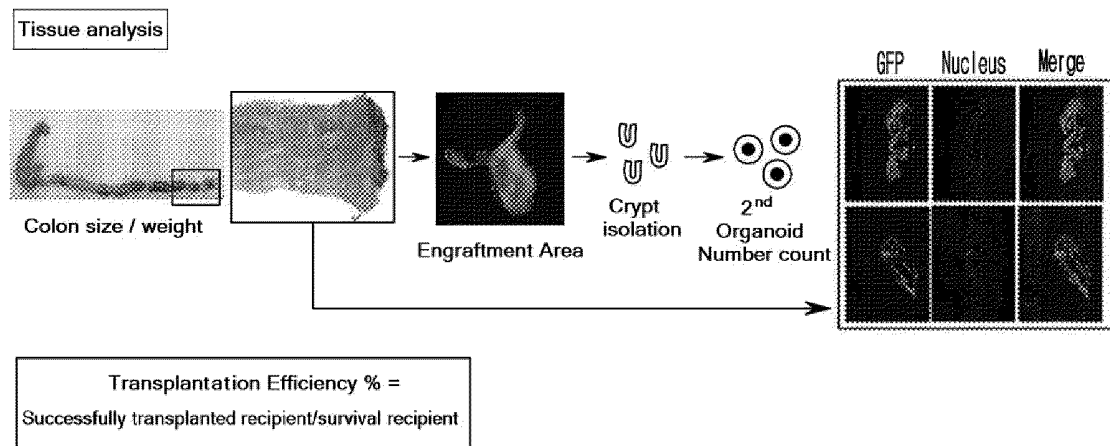 Tissue analysis
GFP Nucleus Merge
Colon size / weight
Engraftment Area
Crypt
isolation
2nd
Organoid
Number count
Transplantation Efficiency % =
Successfully transplanted recipient/survival recipient